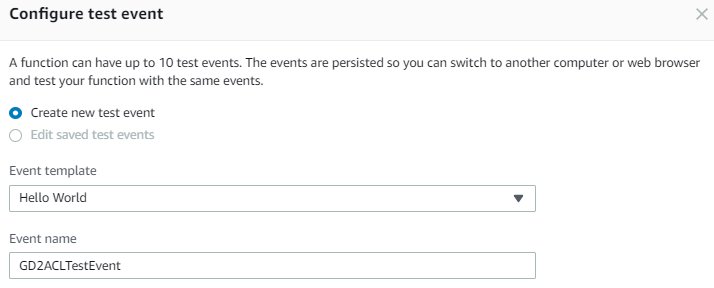 Configure test event
A function can have up to 10 test events. The events are persisted so you can switch to another computer or web browser
and test your function with the same events.
Create new test event
Edit saved test events
Event template
Hello World
Event name
GD2ACLTestEvent